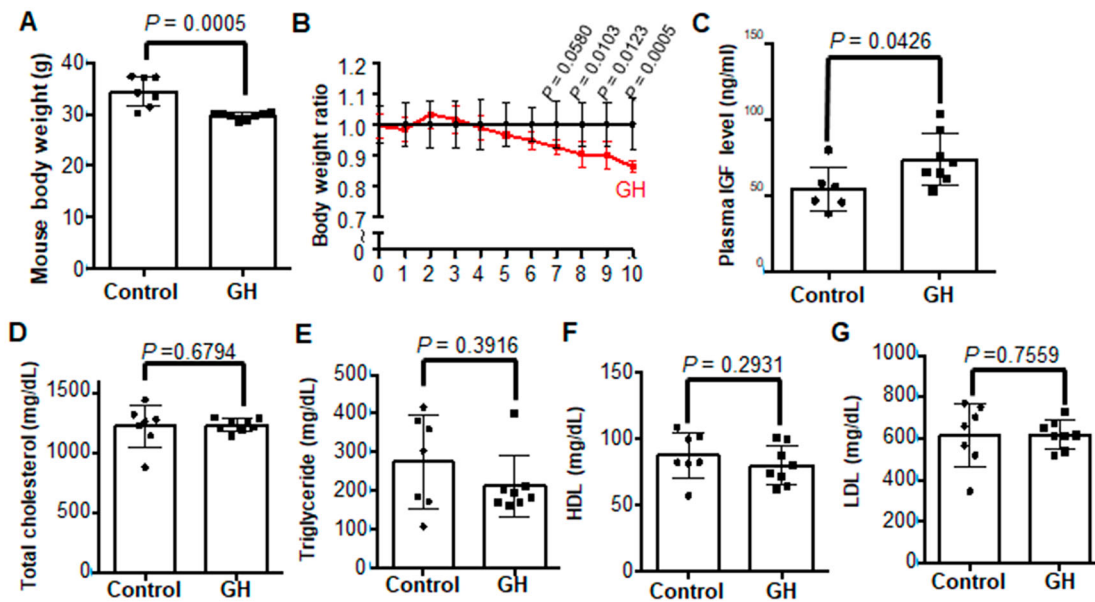 A
P = 0.0005
Mouse body weight (g)
40
30
20
10
0
Control GH
B
P = 0.0580
P = 0.0103
P = 0.0123
P = 0.0005
Body weight ratio
1.2
1.1
1.0
0.9
0.8
0.7
0
GH
0 1 2 3 4 5 6 7 8 9 10
C
P = 0.0426
Plasma IGF level (ng/ml)
150
100
50
0
Control GH
D
P =0.6794
Total cholesterol (mg/dL)
1500
1000
500
0
Control GH
E
P = 0.3916
Triglyceride (mg/dL)
500
400
300
200
100
0
Control GH
F
P = 0.2931
HDL (mg/dL)
150
100
50
0
Control GH
G
P =0.7559
LDL (mg/dL)
1000
800
600
400
200
0
Control GH